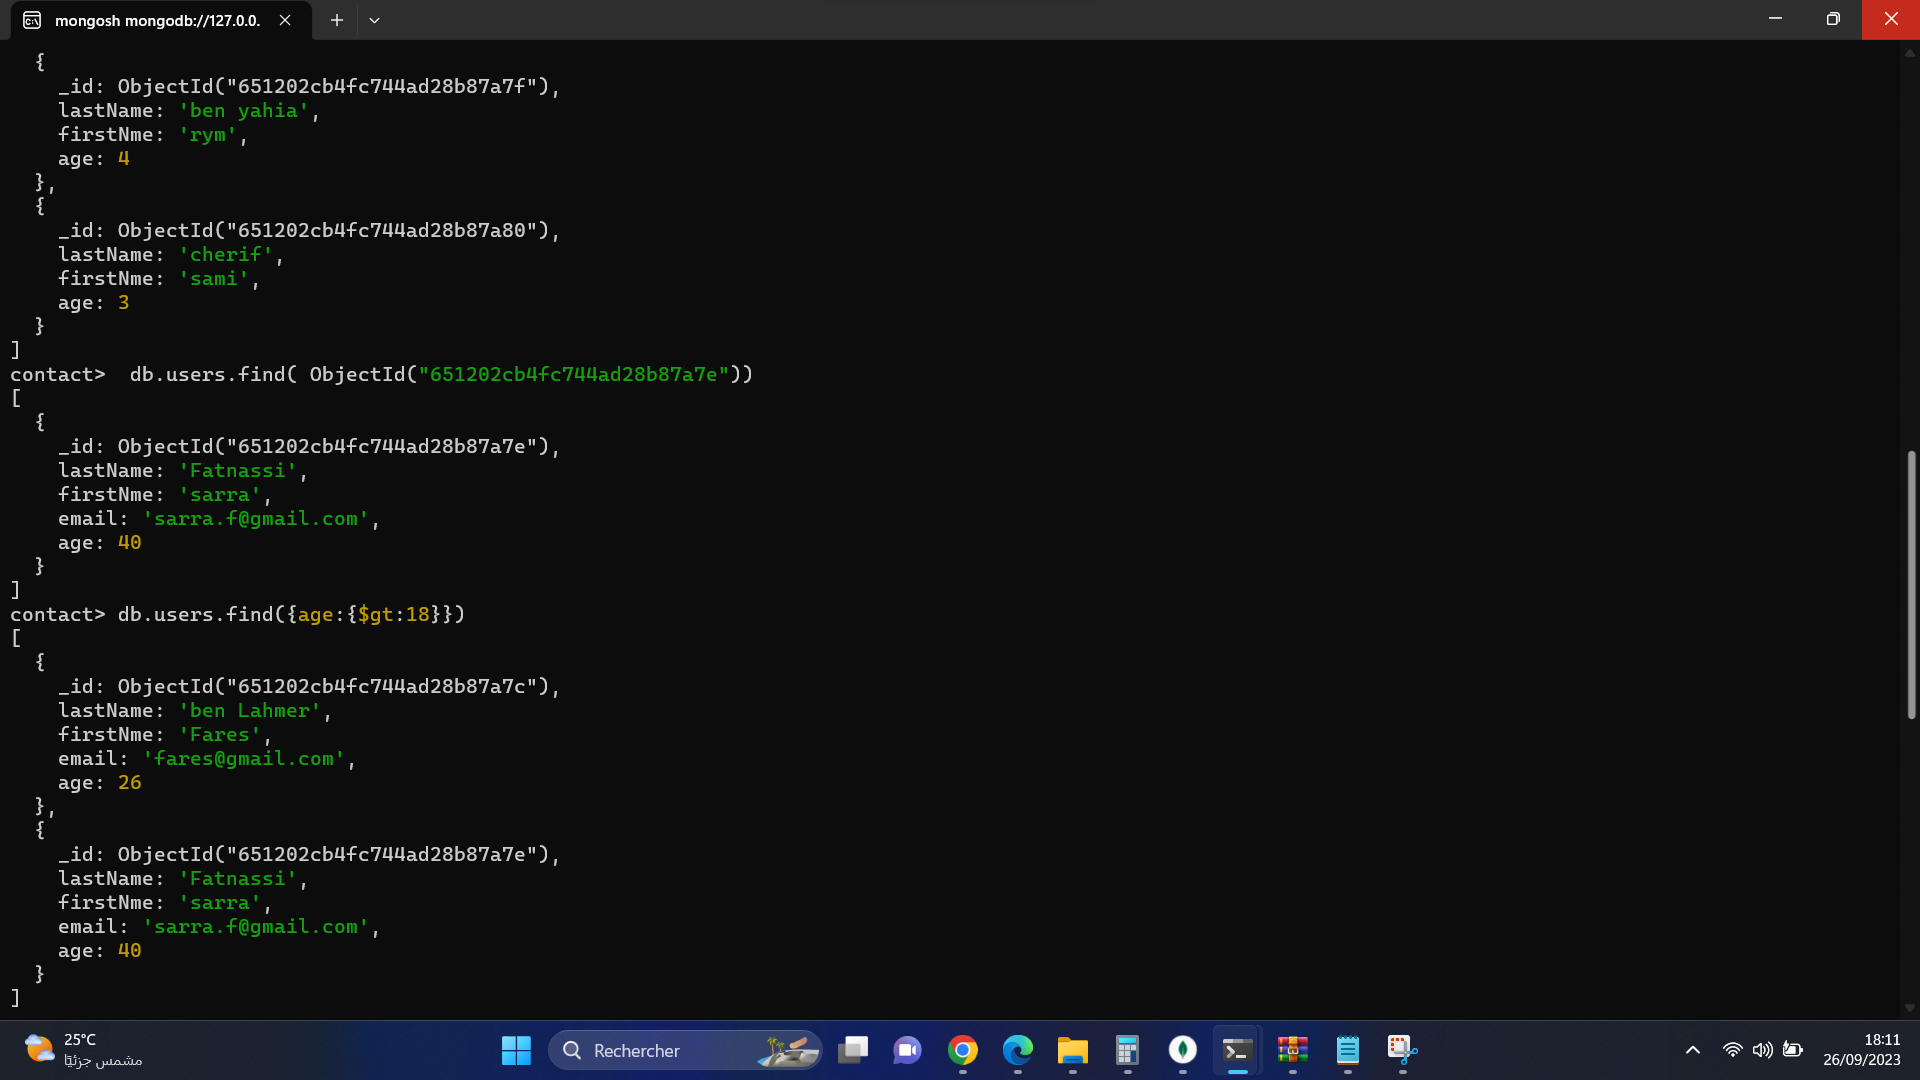 mongosh mongodb://127.0.0.
  {
    _id: ObjectId("651202cb4fc744ad28b87a7f"),
    lastName: 'ben yahia',
    firstNme: 'rym',
    age: 4
  },
  {
    _id: ObjectId("651202cb4fc744ad28b87a80"),
    lastName: 'cherif',
    firstNme: 'sami',
    age: 3
  }
]
contact>  db.users.find( ObjectId("651202cb4fc744ad28b87a7e"))
[
  {
    _id: ObjectId("651202cb4fc744ad28b87a7e"),
    lastName: 'Fatnassi',
    firstNme: 'sarra',
    email: 'sarra.f@gmail.com',
    age: 40
  }
]
contact> db.users.find({age:{$gt:18}})
[
  {
    _id: ObjectId("651202cb4fc744ad28b87a7c"),
    lastName: 'ben Lahmer',
    firstNme: 'Fares',
    email: 'fares@gmail.com',
    age: 26
  },
  {
    _id: ObjectId("651202cb4fc744ad28b87a7e"),
    lastName: 'Fatnassi',
    firstNme: 'sarra',
    email: 'sarra.f@gmail.com',
    age: 40
  }
]
25°C
مشمس جزئيًا
Rechercher
18:11
26/09/2023